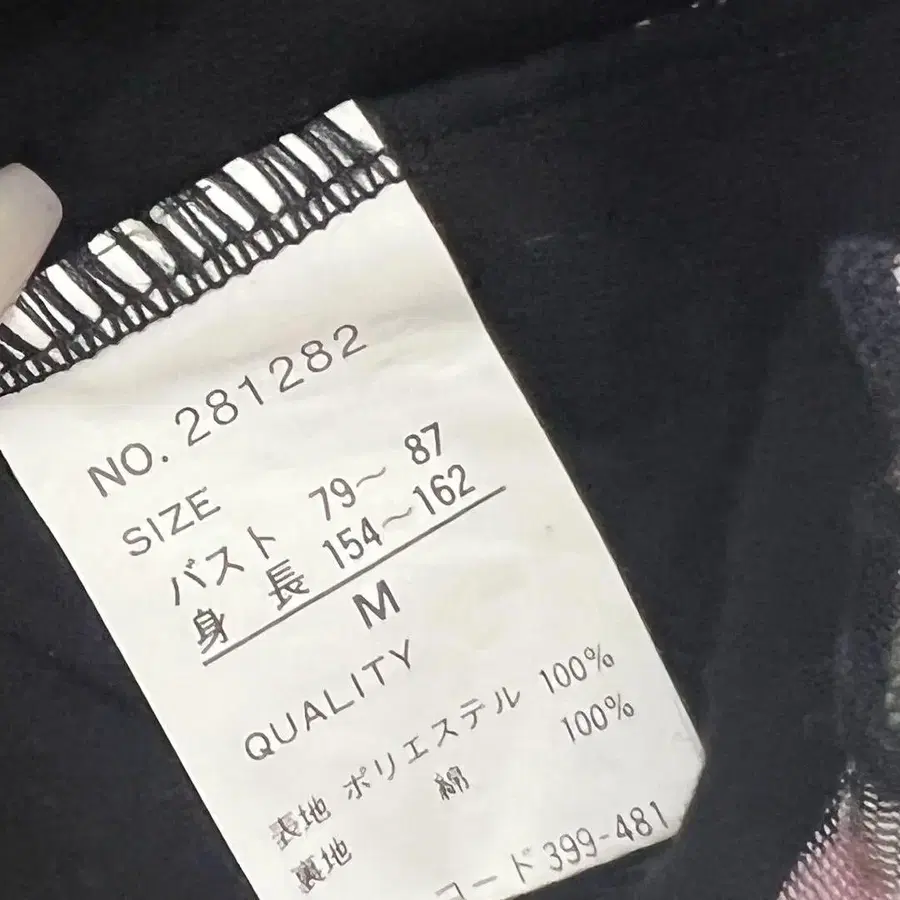 NO. 281282
SIZE
バスト 79～ 87
身 長 154～162
M
QUALITY
表地 ポリエステル 100%
裏地 綿 100%
コード 399-481